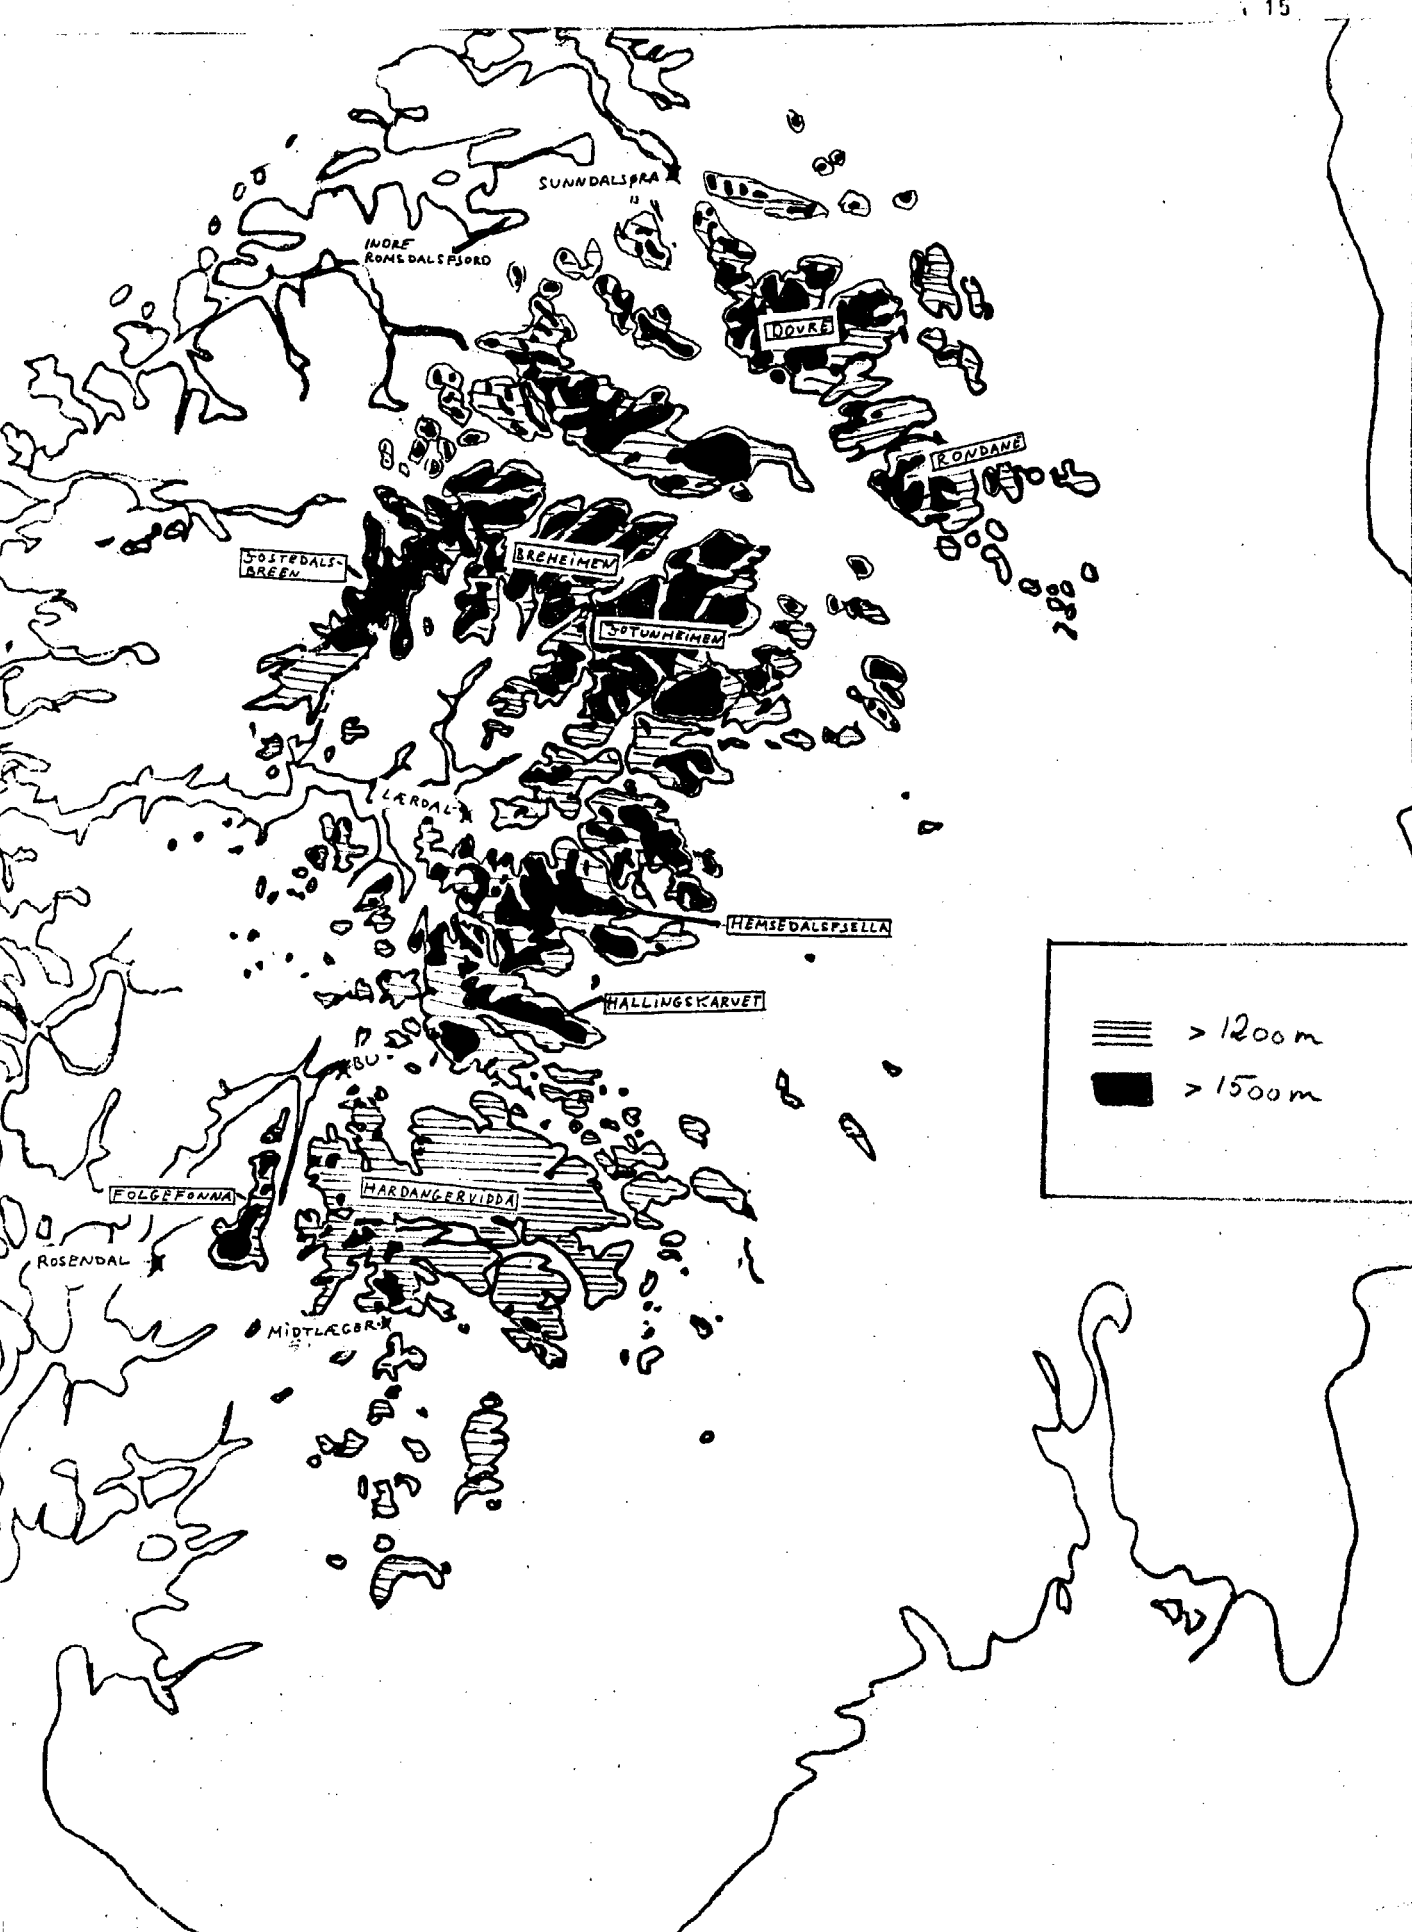 15
SUNNDALSØRA
INDRE
ROMSDALSFJORD
DOVRE
RONDANE
JOSTEDALS-
BREEN
BREHEIMEN
JOTUNHEIMEN
LÆRDAL
HEMSEDALSFJELLA
HALLINGSKARVET
> 1200 m
BU
> 1500 m
FOLGEFONNA
HARDANGERVIDDA
ROSENDAL
MIDTLÆGER